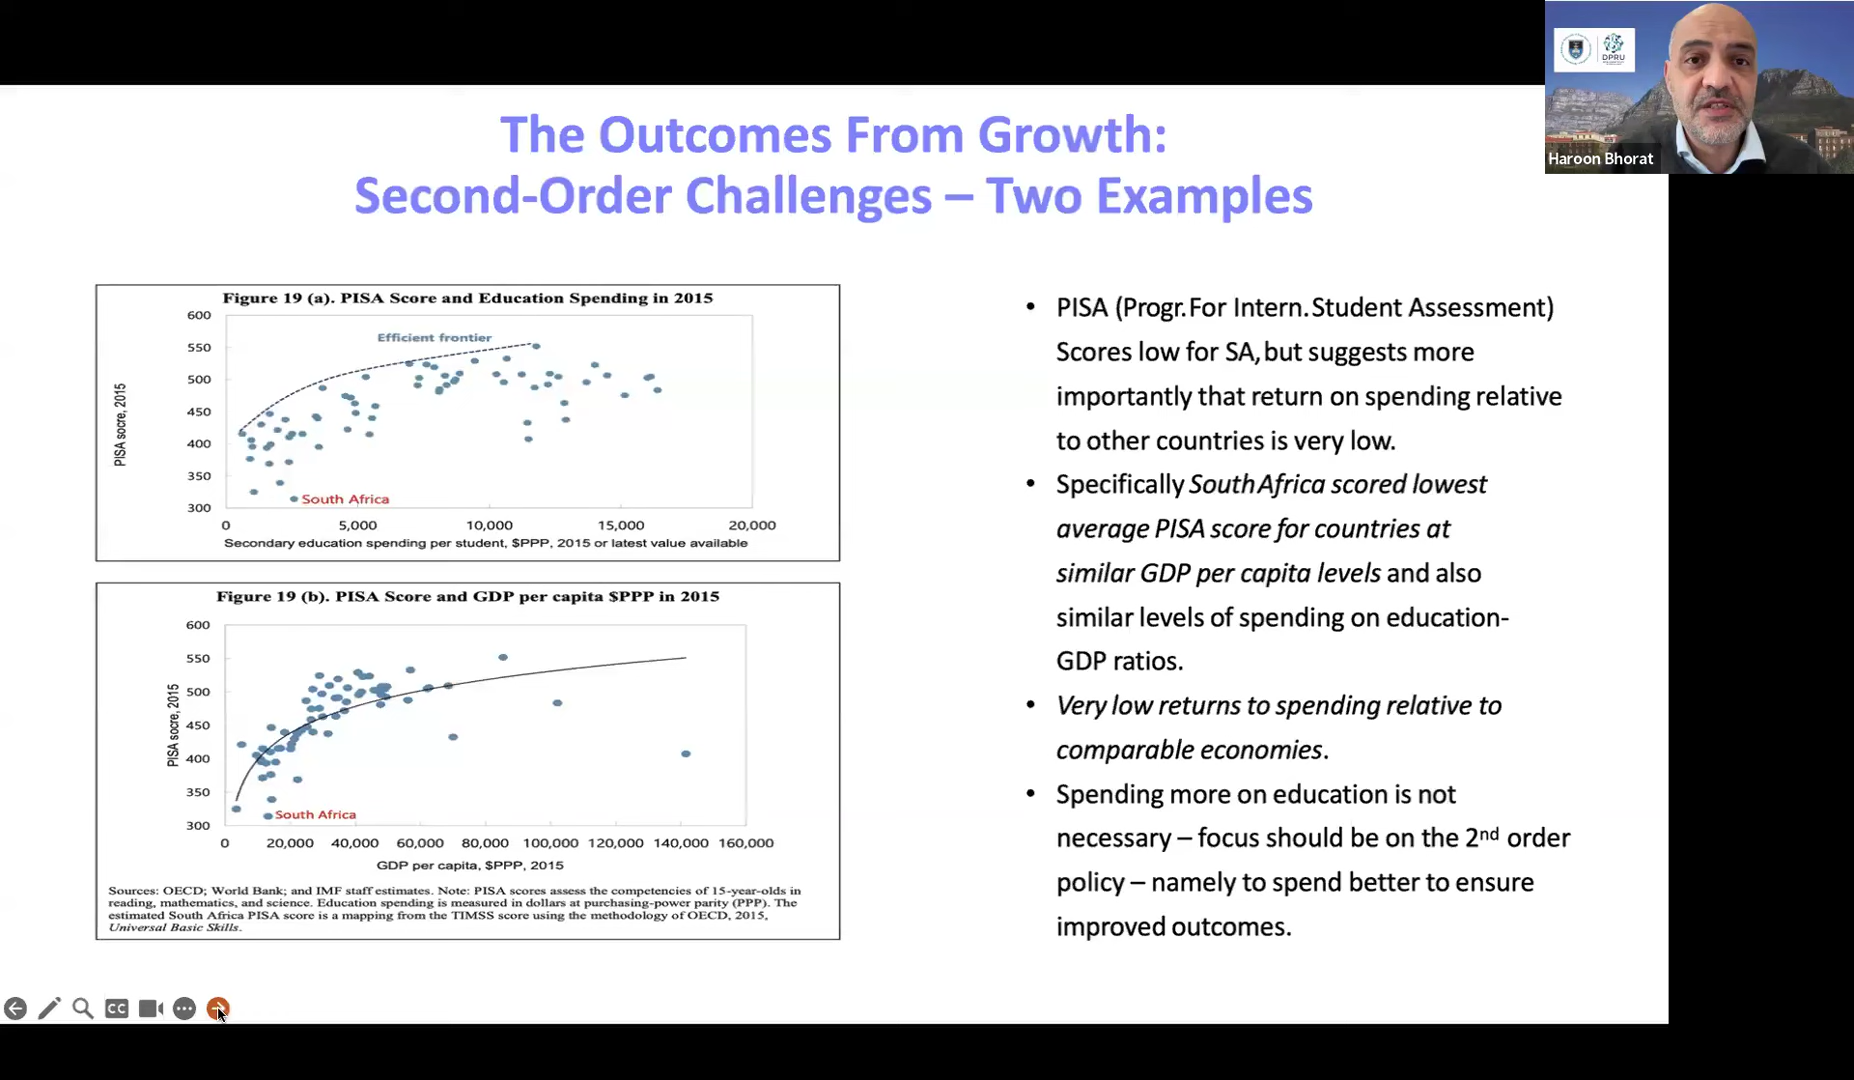 DPRU
Haroon Bhorat
The Outcomes From Growth:
Second-Order Challenges – Two Examples
Figure 19 (a). PISA Score and Education Spending in 2015
600
550
500
450
400
350
300
PISA socre, 2015
Efficient frontier
South Africa
0 5,000 10,000 15,000 20,000
Secondary education spending per student, $PPP, 2015 or latest value available
Figure 19 (b). PISA Score and GDP per capita $PPP in 2015
600
550
500
450
400
350
300
PISA socre, 2015
South Africa
0 20,000 40,000 60,000 80,000 100,000 120,000 140,000 160,000
GDP per capita, $PPP, 2015
Sources: OECD; World Bank; and IMF staff estimates. Note: PISA scores assess the competencies of 15-year-olds in
reading, mathematics, and science. Education spending is measured in dollars at purchasing-power parity (PPP). The
estimated South Africa PISA score is a mapping from the TIMSS score using the methodology of OECD, 2015,
Universal Basic Skills.
• PISA (Progr. For Intern. Student Assessment)
Scores low for SA, but suggests more
importantly that return on spending relative
to other countries is very low.
• Specifically South Africa scored lowest
average PISA score for countries at
similar GDP per capita levels and also
similar levels of spending on education-
GDP ratios.
• Very low returns to spending relative to
comparable economies.
• Spending more on education is not
necessary – focus should be on the 2nd order
policy – namely to spend better to ensure
improved outcomes.
CC